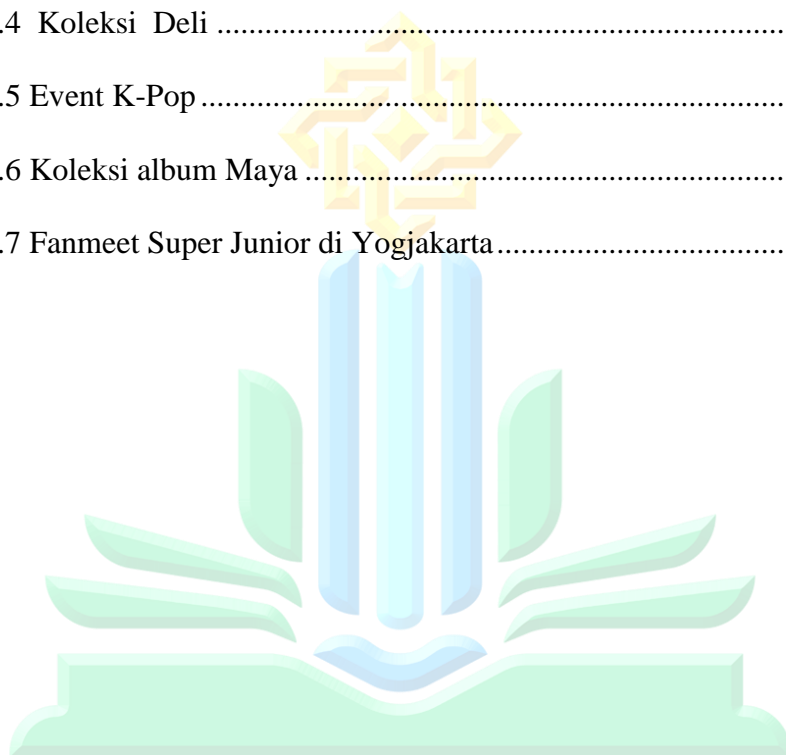 .4 Koleksi Deli ........................................................................
.5 Event K-Pop ..........................................................................
.6 Koleksi album Maya .............................................................
.7 Fanmeet Super Junior di Yogjakarta ....................................